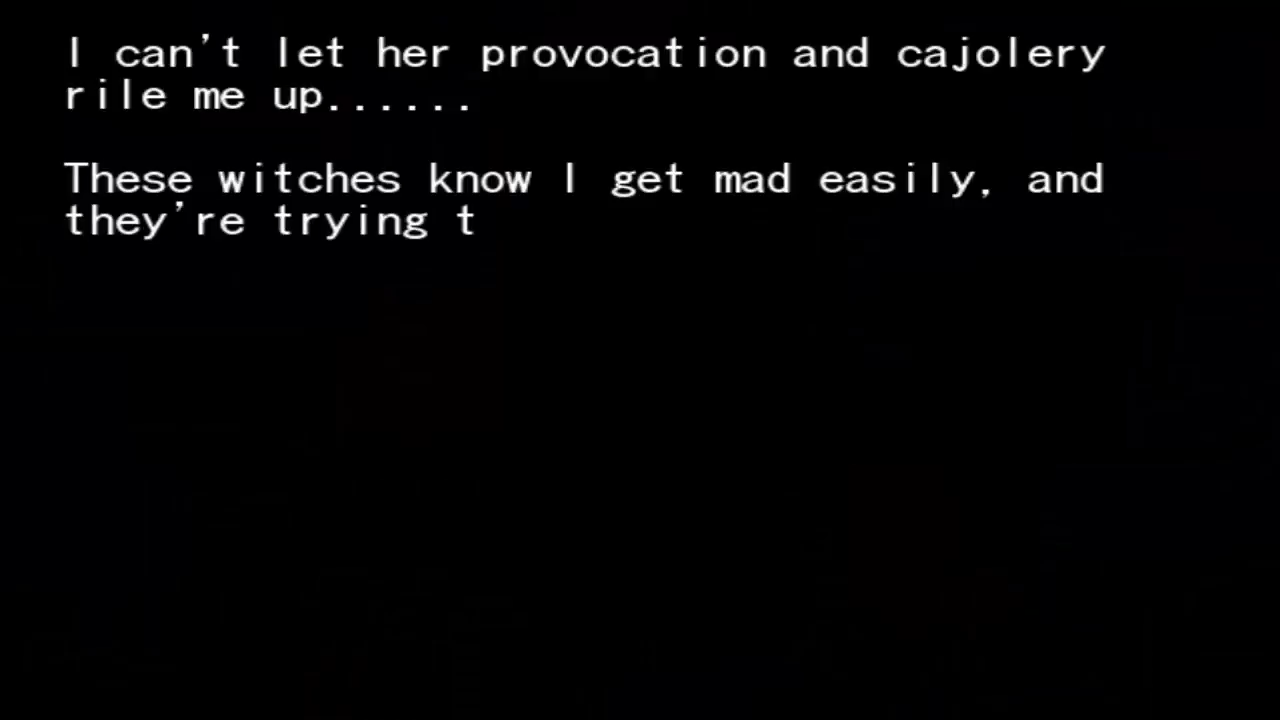 I can't let her provocation and cajolery
rile me up......
These witches know I get mad easily, and
they're trying t